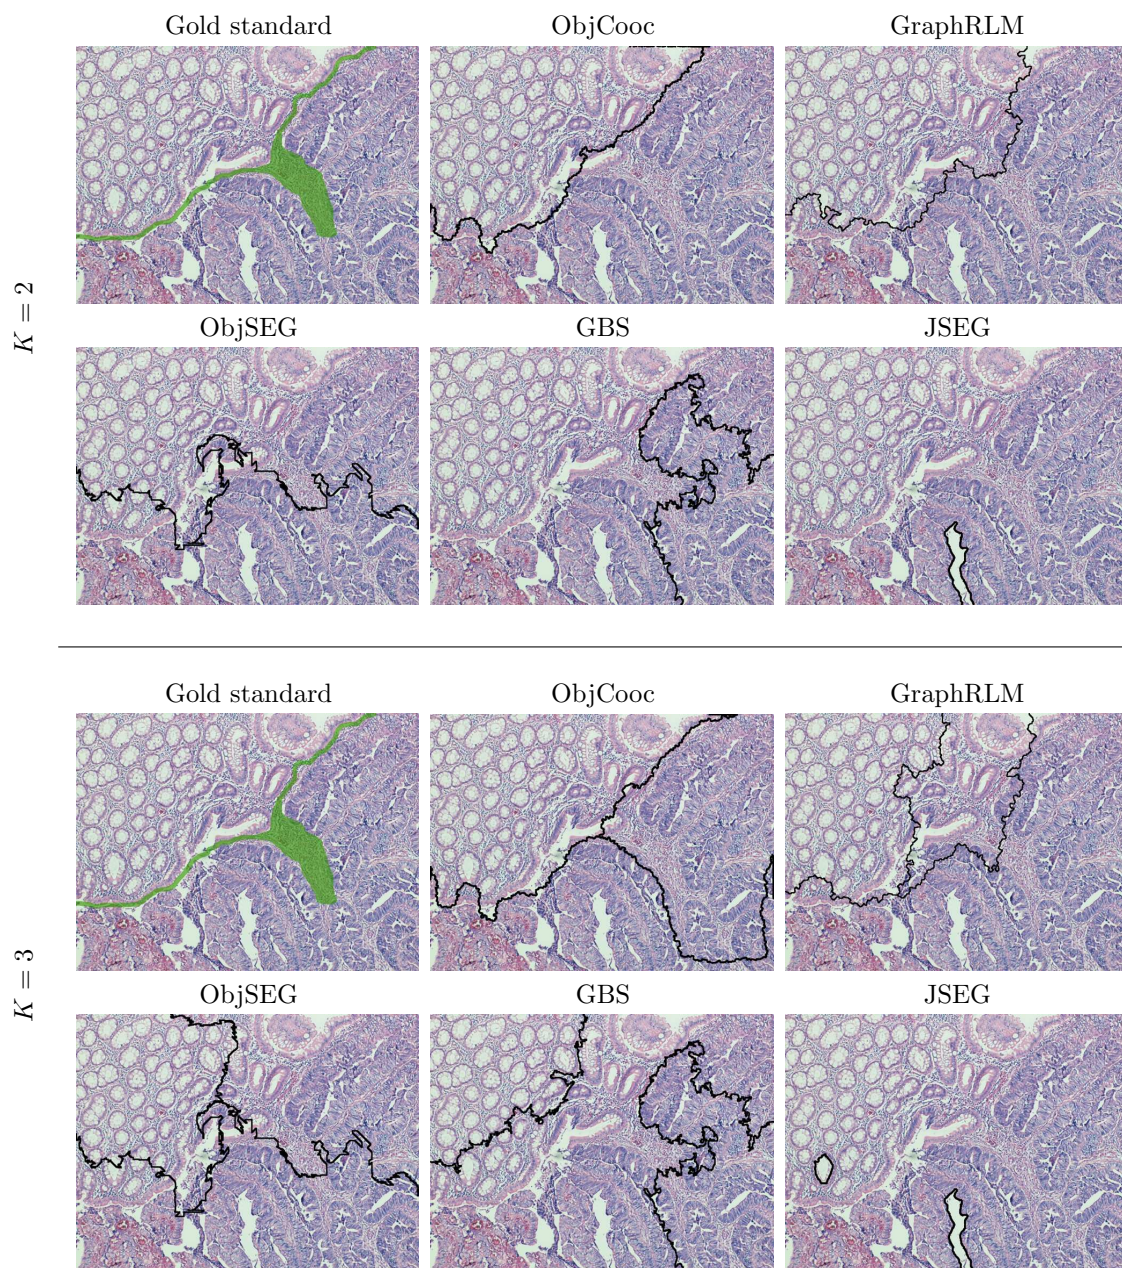 Gold standard ObjCooc GraphRLM
K = 2
ObjSEG GBS JSEG
Gold standard ObjCooc GraphRLM
K = 3
ObjSEG GBS JSEG